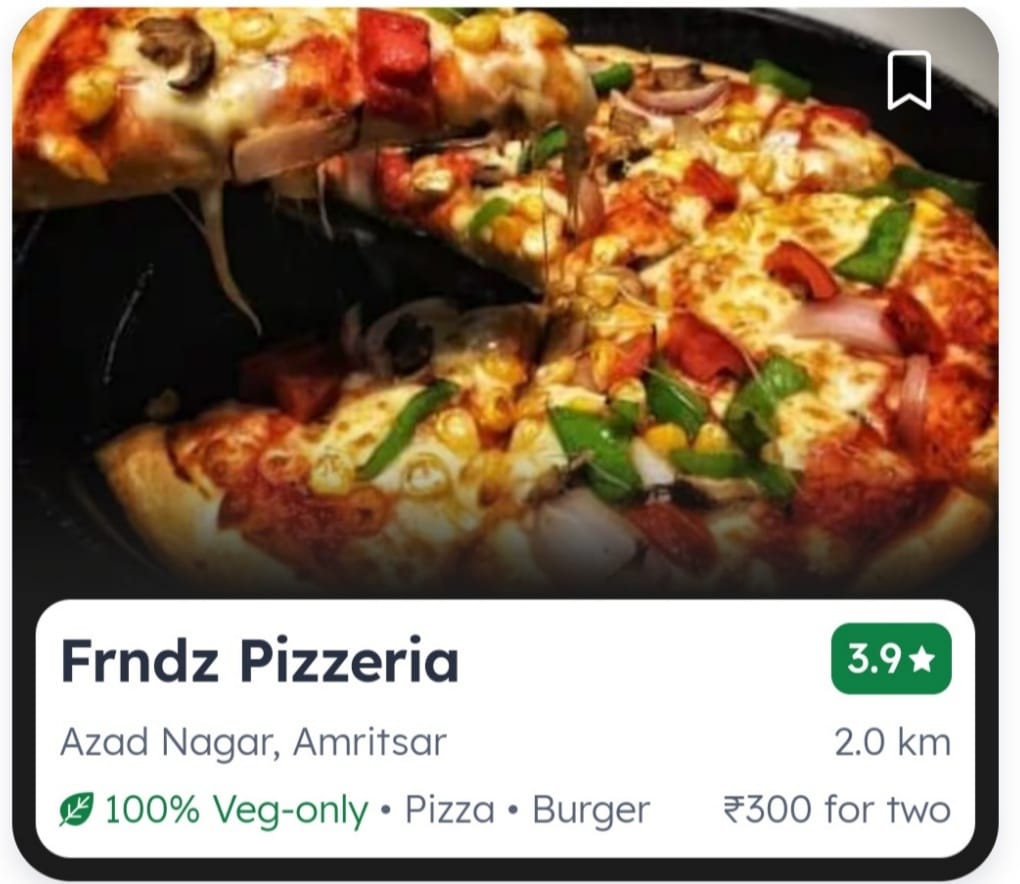 Frndz Pizzeria 3.9★
Azad Nagar, Amritsar 2.0 km
100% Veg-only • Pizza • Burger ₹300 for two